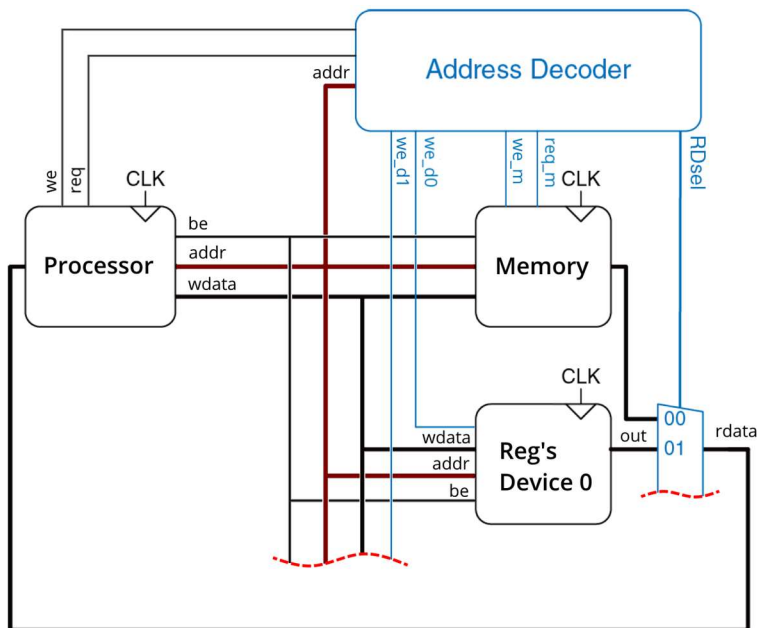 Address Decoder
addr
we
req
we_d1
we_d0
we_m
req_m
RDsel
CLK
CLK
be
addr
wdata
Processor
Memory
CLK
wdata
addr
be
Reg's
Device 0
out
00
01
rdata